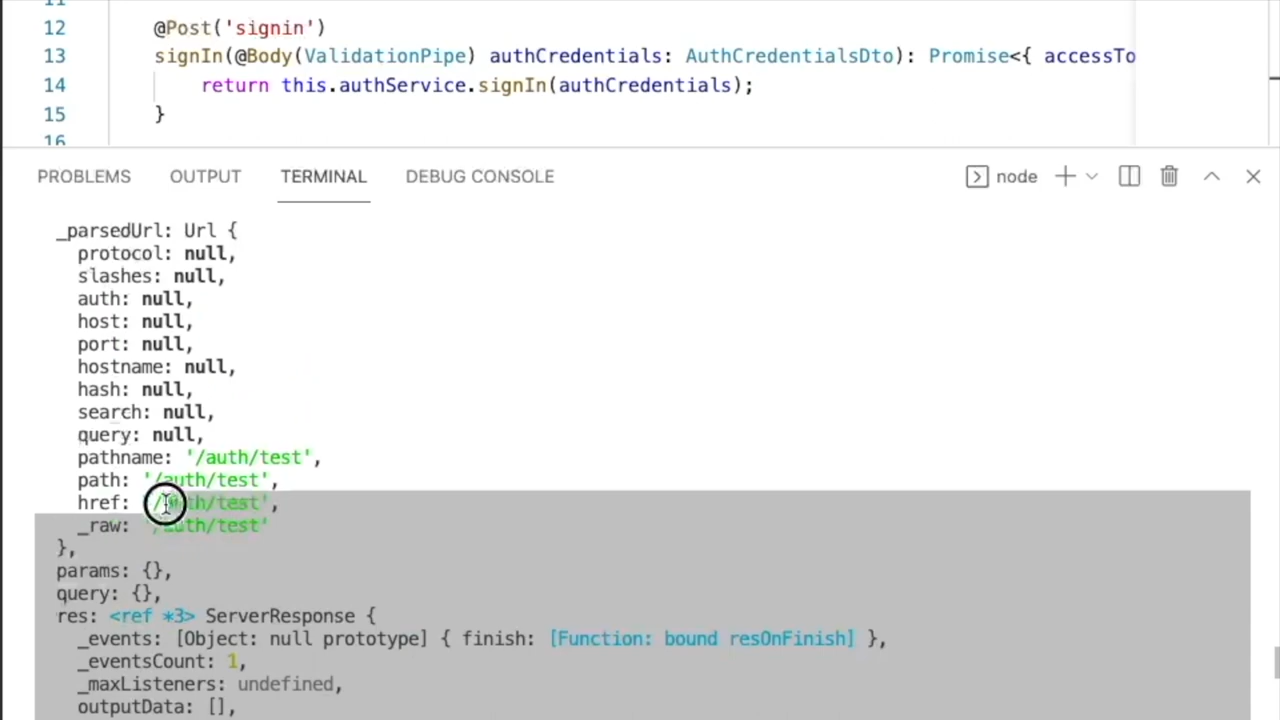 12 @Post('signin')
13 signIn(@Body(ValidationPipe) authCredentials: AuthCredentialsDto): Promise<{ accessTo
14 return this.authService.signIn(authCredentials);
15 }
16
PROBLEMS OUTPUT TERMINAL DEBUG CONSOLE node
_parsedUrl: Url {
protocol: null,
slashes: null,
auth: null,
host: null,
port: null,
hostname: null,
hash: null,
search: null,
query: null,
pathname: '/auth/test',
path: '/auth/test',
href: '/auth/test',
_raw: '/auth/test'
},
params: {},
query: {},
res: <ref *3> ServerResponse {
_events: [Object: null prototype] { finish: [Function: bound resOnFinish] },
_eventsCount: 1,
_maxListeners: undefined,
outputData: [],